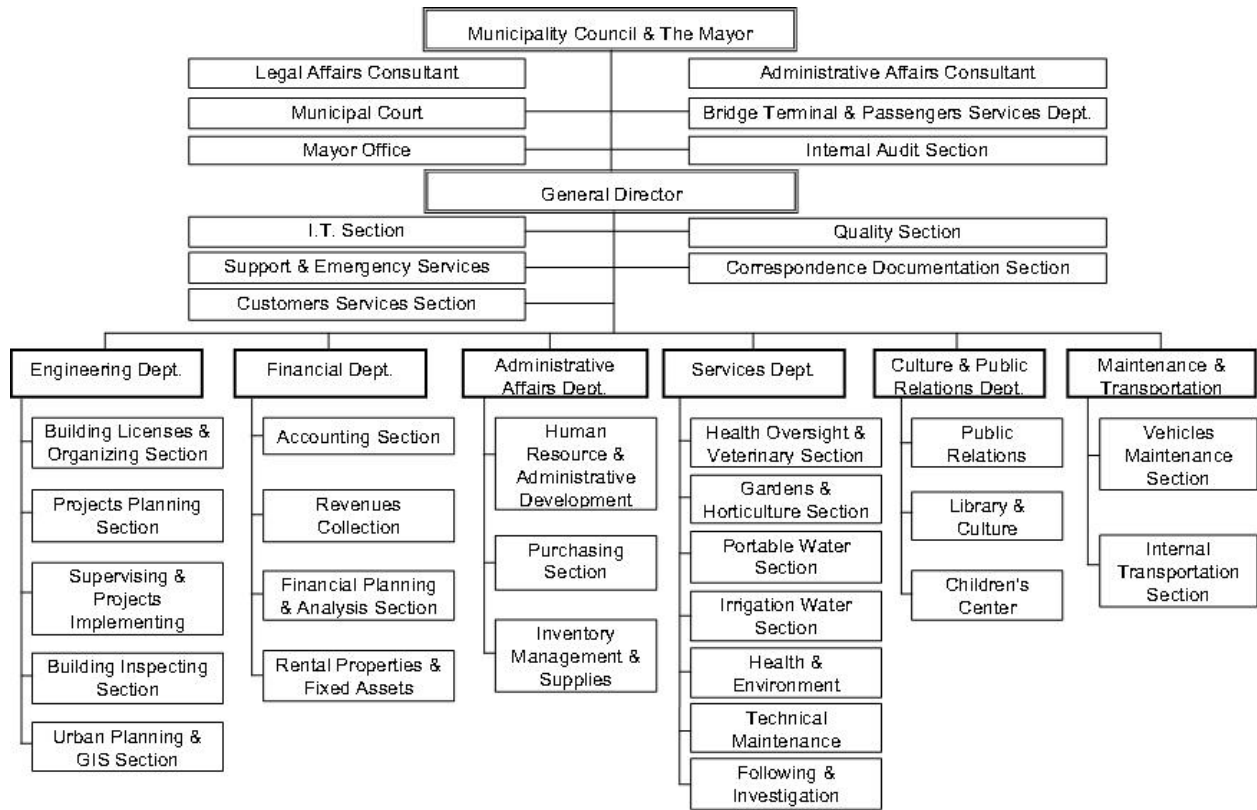 Municipality Council & The Mayor
Legal Affairs Consultant
Administrative Affairs Consultant
Municipal Court
Bridge Terminal & Passengers Services Dept.
Mayor Office
Internal Audit Section
General Director
I.T. Section
Quality Section
Support & Emergency Services
Correspondence Documentation Section
Customers Services Section
Engineering Dept.
Building Licenses &
Organizing Section
Projects Planning
Section
Supervising &
Projects
Implementing
Building Inspecting
Section
Urban Planning &
GIS Section
Financial Dept.
Accounting Section
Revenues
Collection
Financial Planning
& Analysis Section
Rental Properties &
Fixed Assets
Administrative
Affairs Dept.
Human
Resource &
Administrative
Development
Purchasing
Section
Inventory
Management &
Supplies
Services Dept.
Health Oversight &
Veterinary Section
Gardens &
Horticulture Section
Portable Water
Section
Irrigation Water
Section
Health &
Environment
Technical
Maintenance
Following &
Investigation
Culture & Public
Relations Dept.
Public
Relations
Library &
Culture
Children's
Center
Maintenance &
Transportation
Vehicles
Maintenance
Section
Internal
Transportation
Section